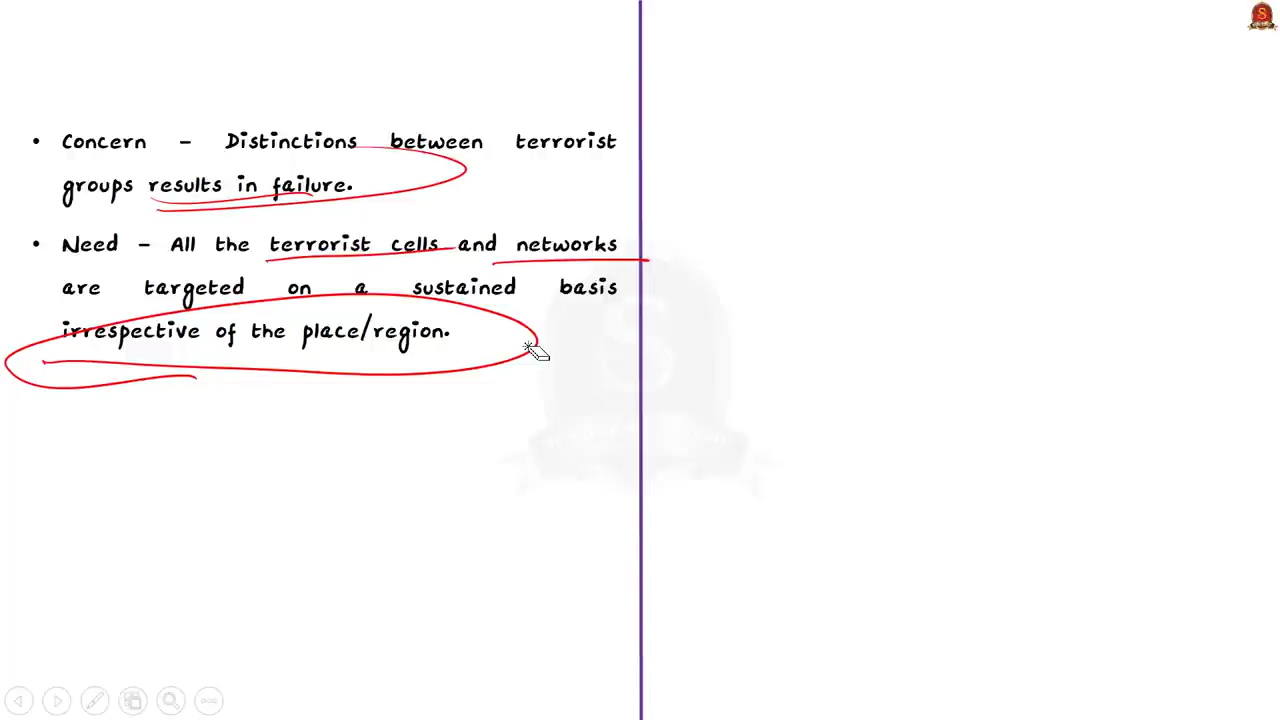 • Concern - Distinctions between terrorist
groups results in failure.
• Need - All the terrorist cells and networks
are targeted on a sustained basis
irrespective of the place/region.